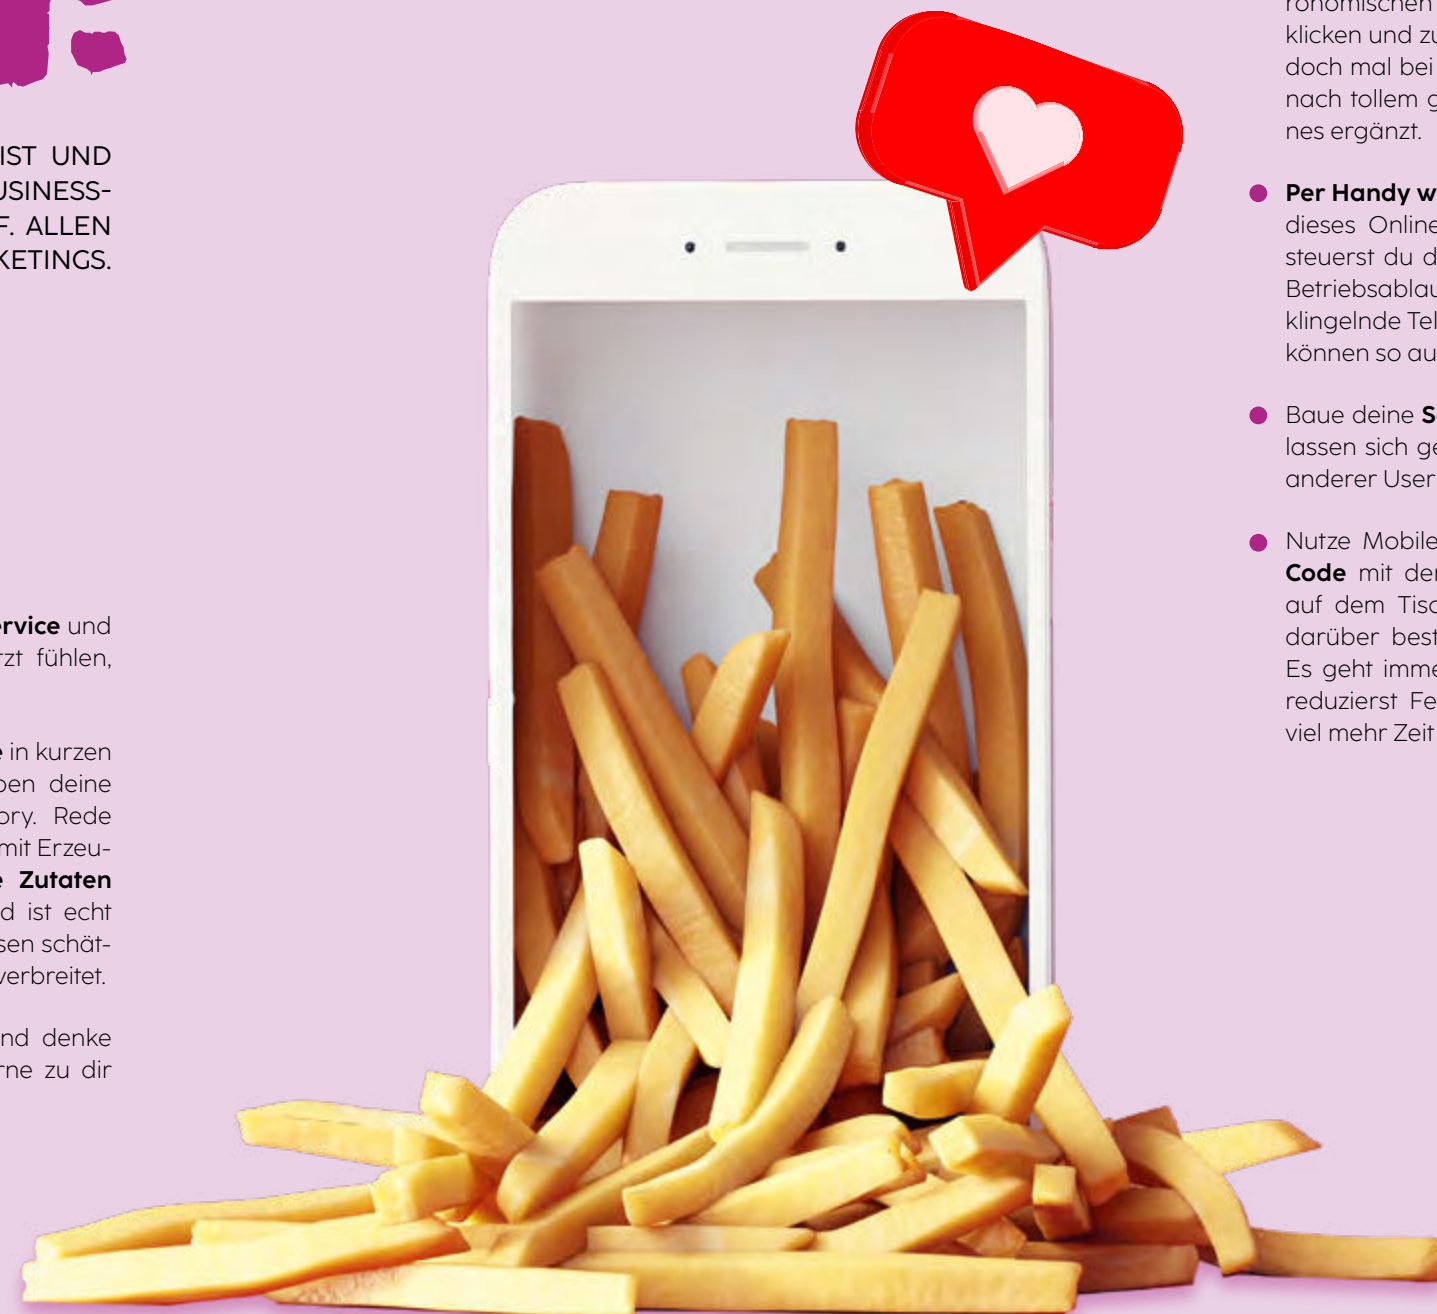 IST UND
USINESS-
F. ALLEN
KETINGS.
ervice und
tzt fühlen,
e in kurzen
ben deine
ory. Rede
mit Erzeu-
e Zutaten
d ist echt
sen schät-
verbreitet.
nd denke
rne zu dir
ronomischen
klicken und zu
doch mal bei
nach tollem g
nes ergänzt.
Per Handy w
dieses Online
steuerst du d
Betriebsablau
klingelnde Tel
können so au
Baue deine S
lassen sich ge
anderer User
Nutze Mobile
Code mit der
auf dem Tisc
darüber best
Es geht imme
reduzierst Fe
viel mehr Zeit